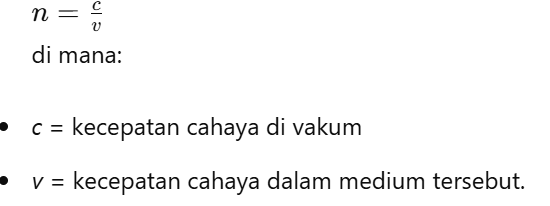 n = c/v
di mana:
• c = kecepatan cahaya di vakum
• v = kecepatan cahaya dalam medium tersebut.